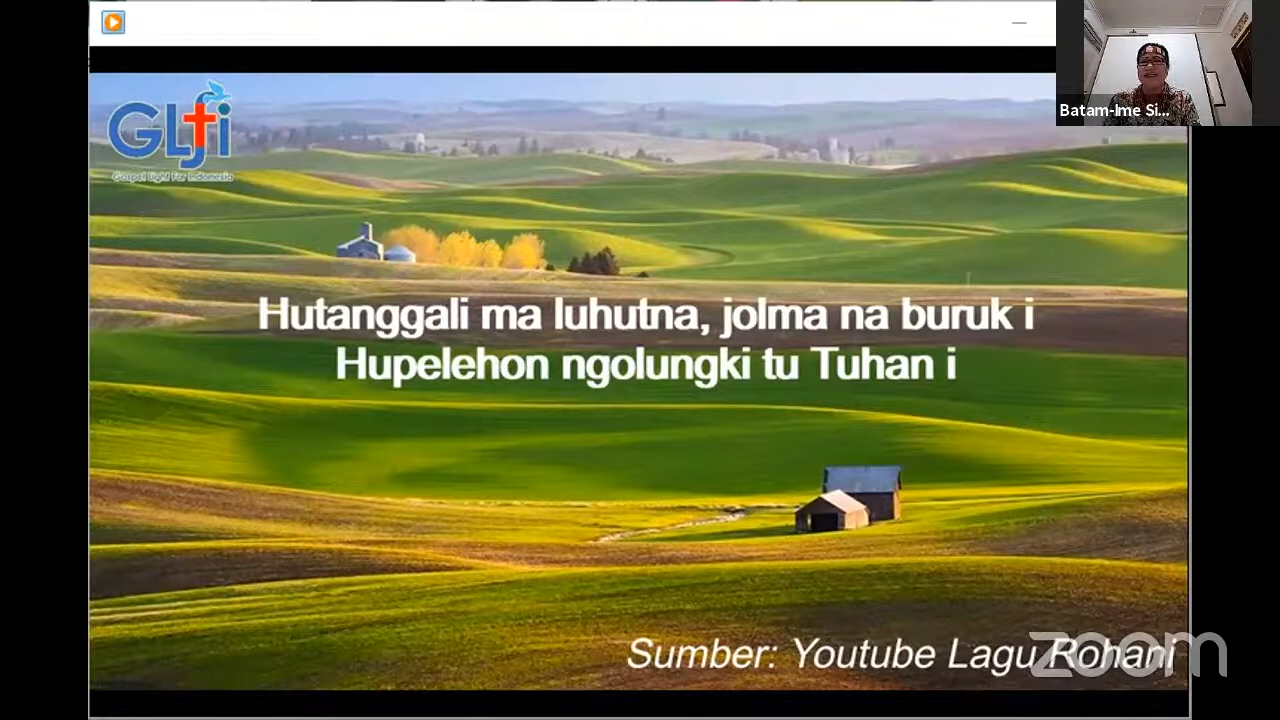 Batam-Ime Si...
GLfi
Gospel Light For Indonesia
Hutanggali ma luhutna, jolma na buruk i
Hupelehon ngolungki tu Tuhan i
Sumber: Youtube Lagu Rohani
zoom